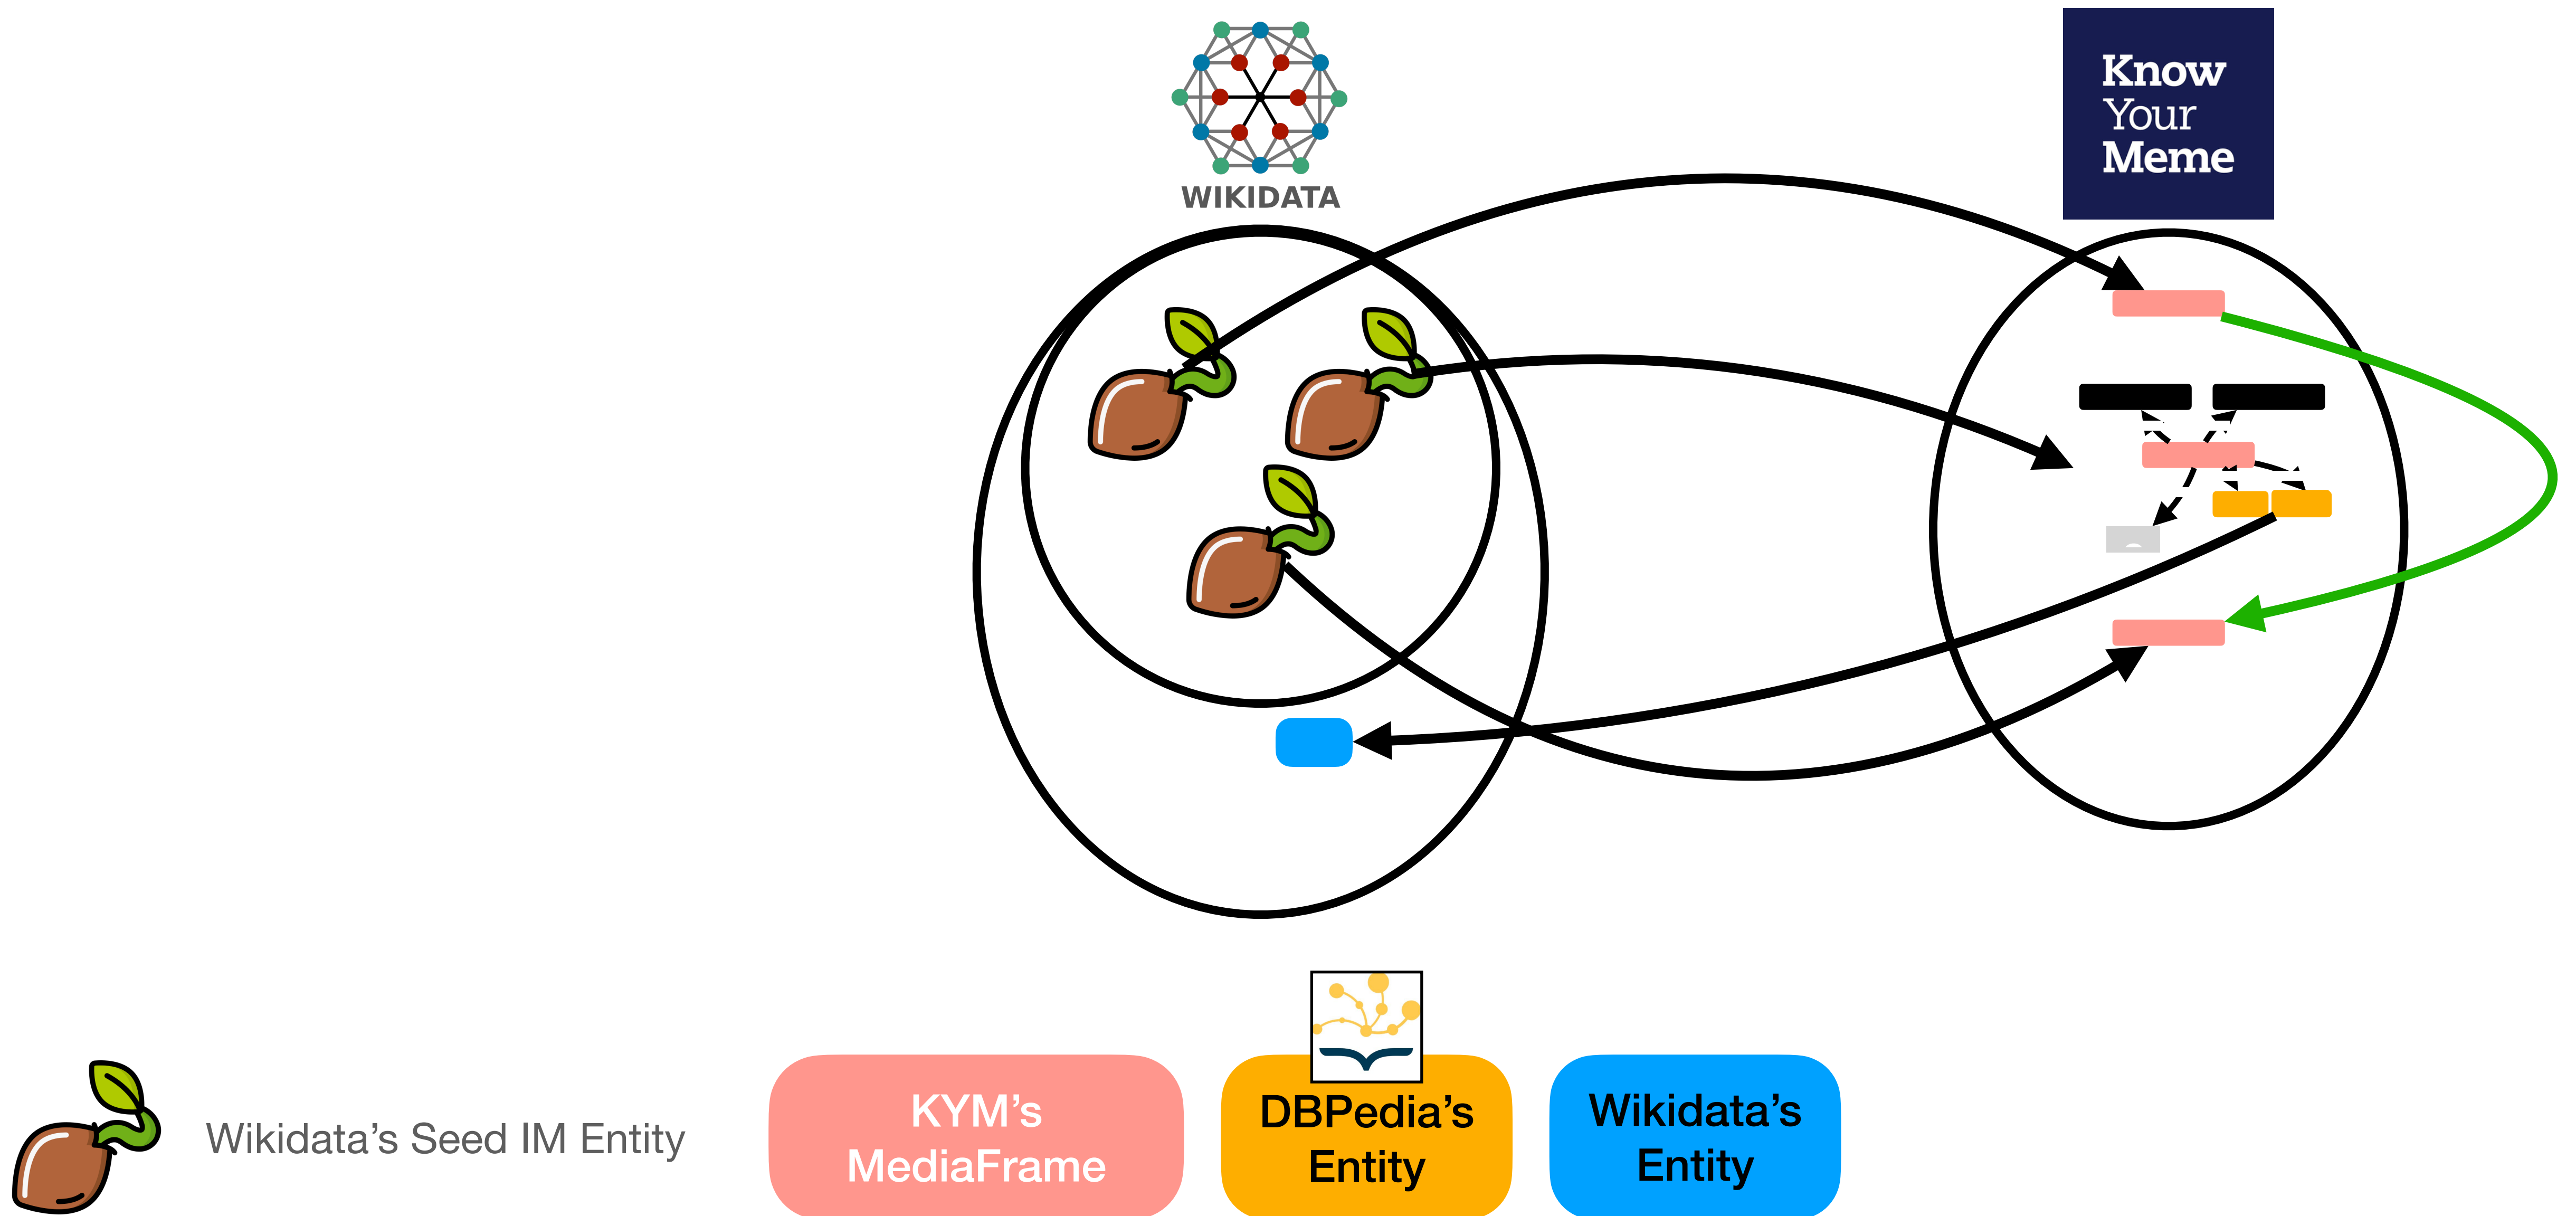 WIKIDATA
Know
Your
Meme
Wikidata’s Seed IM Entity
KYM’s
MediaFrame
DBPedia’s
Entity
Wikidata’s
Entity